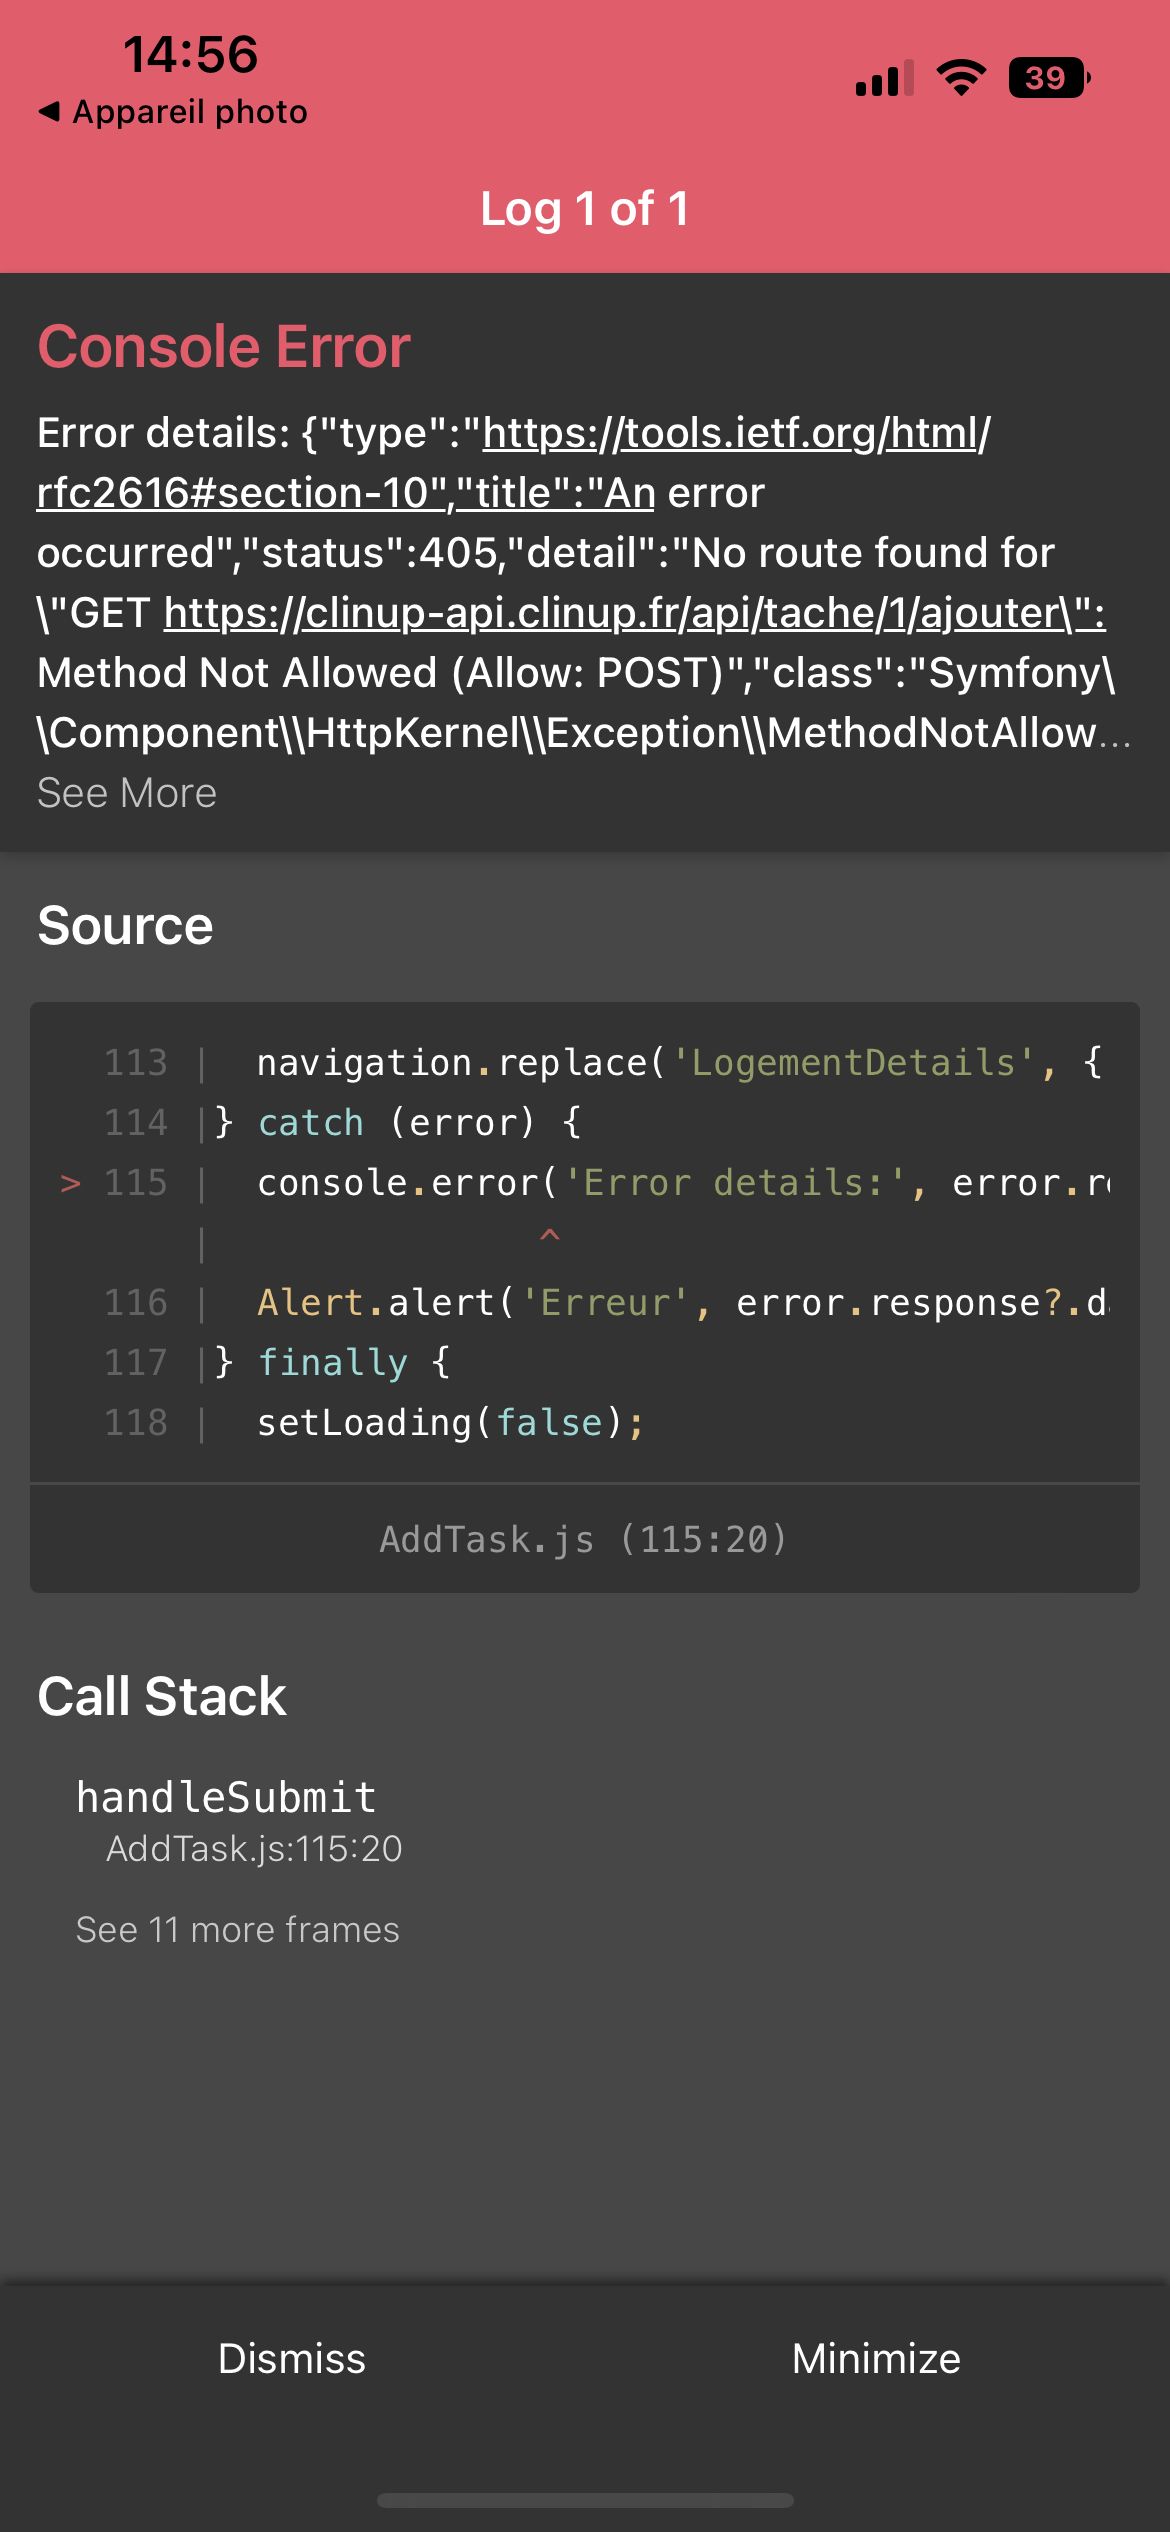 14:56
◀ Appareil photo
39
Log 1 of 1
Console Error
Error details: {"type":"https://tools.ietf.org/html/
rfc2616#section-10","title":"An error
occurred","status":405,"detail":"No route found for
\"GET https://clinup-api.clinup.fr/api/tache/1/ajouter\":
Method Not Allowed (Allow: POST)","class":"Symfony\
\Component\\HttpKernel\\Exception\\MethodNotAllow...
See More
Source
113 |   navigation.replace('LogementDetails', {
114 | } catch (error) {
> 115 |   console.error('Error details:', error.re
|                    ^
116 |   Alert.alert('Erreur', error.response?.d
117 | } finally {
118 |   setLoading(false);
AddTask.js (115:20)
Call Stack
handleSubmit
AddTask.js:115:20
See 11 more frames
Dismiss
Minimize